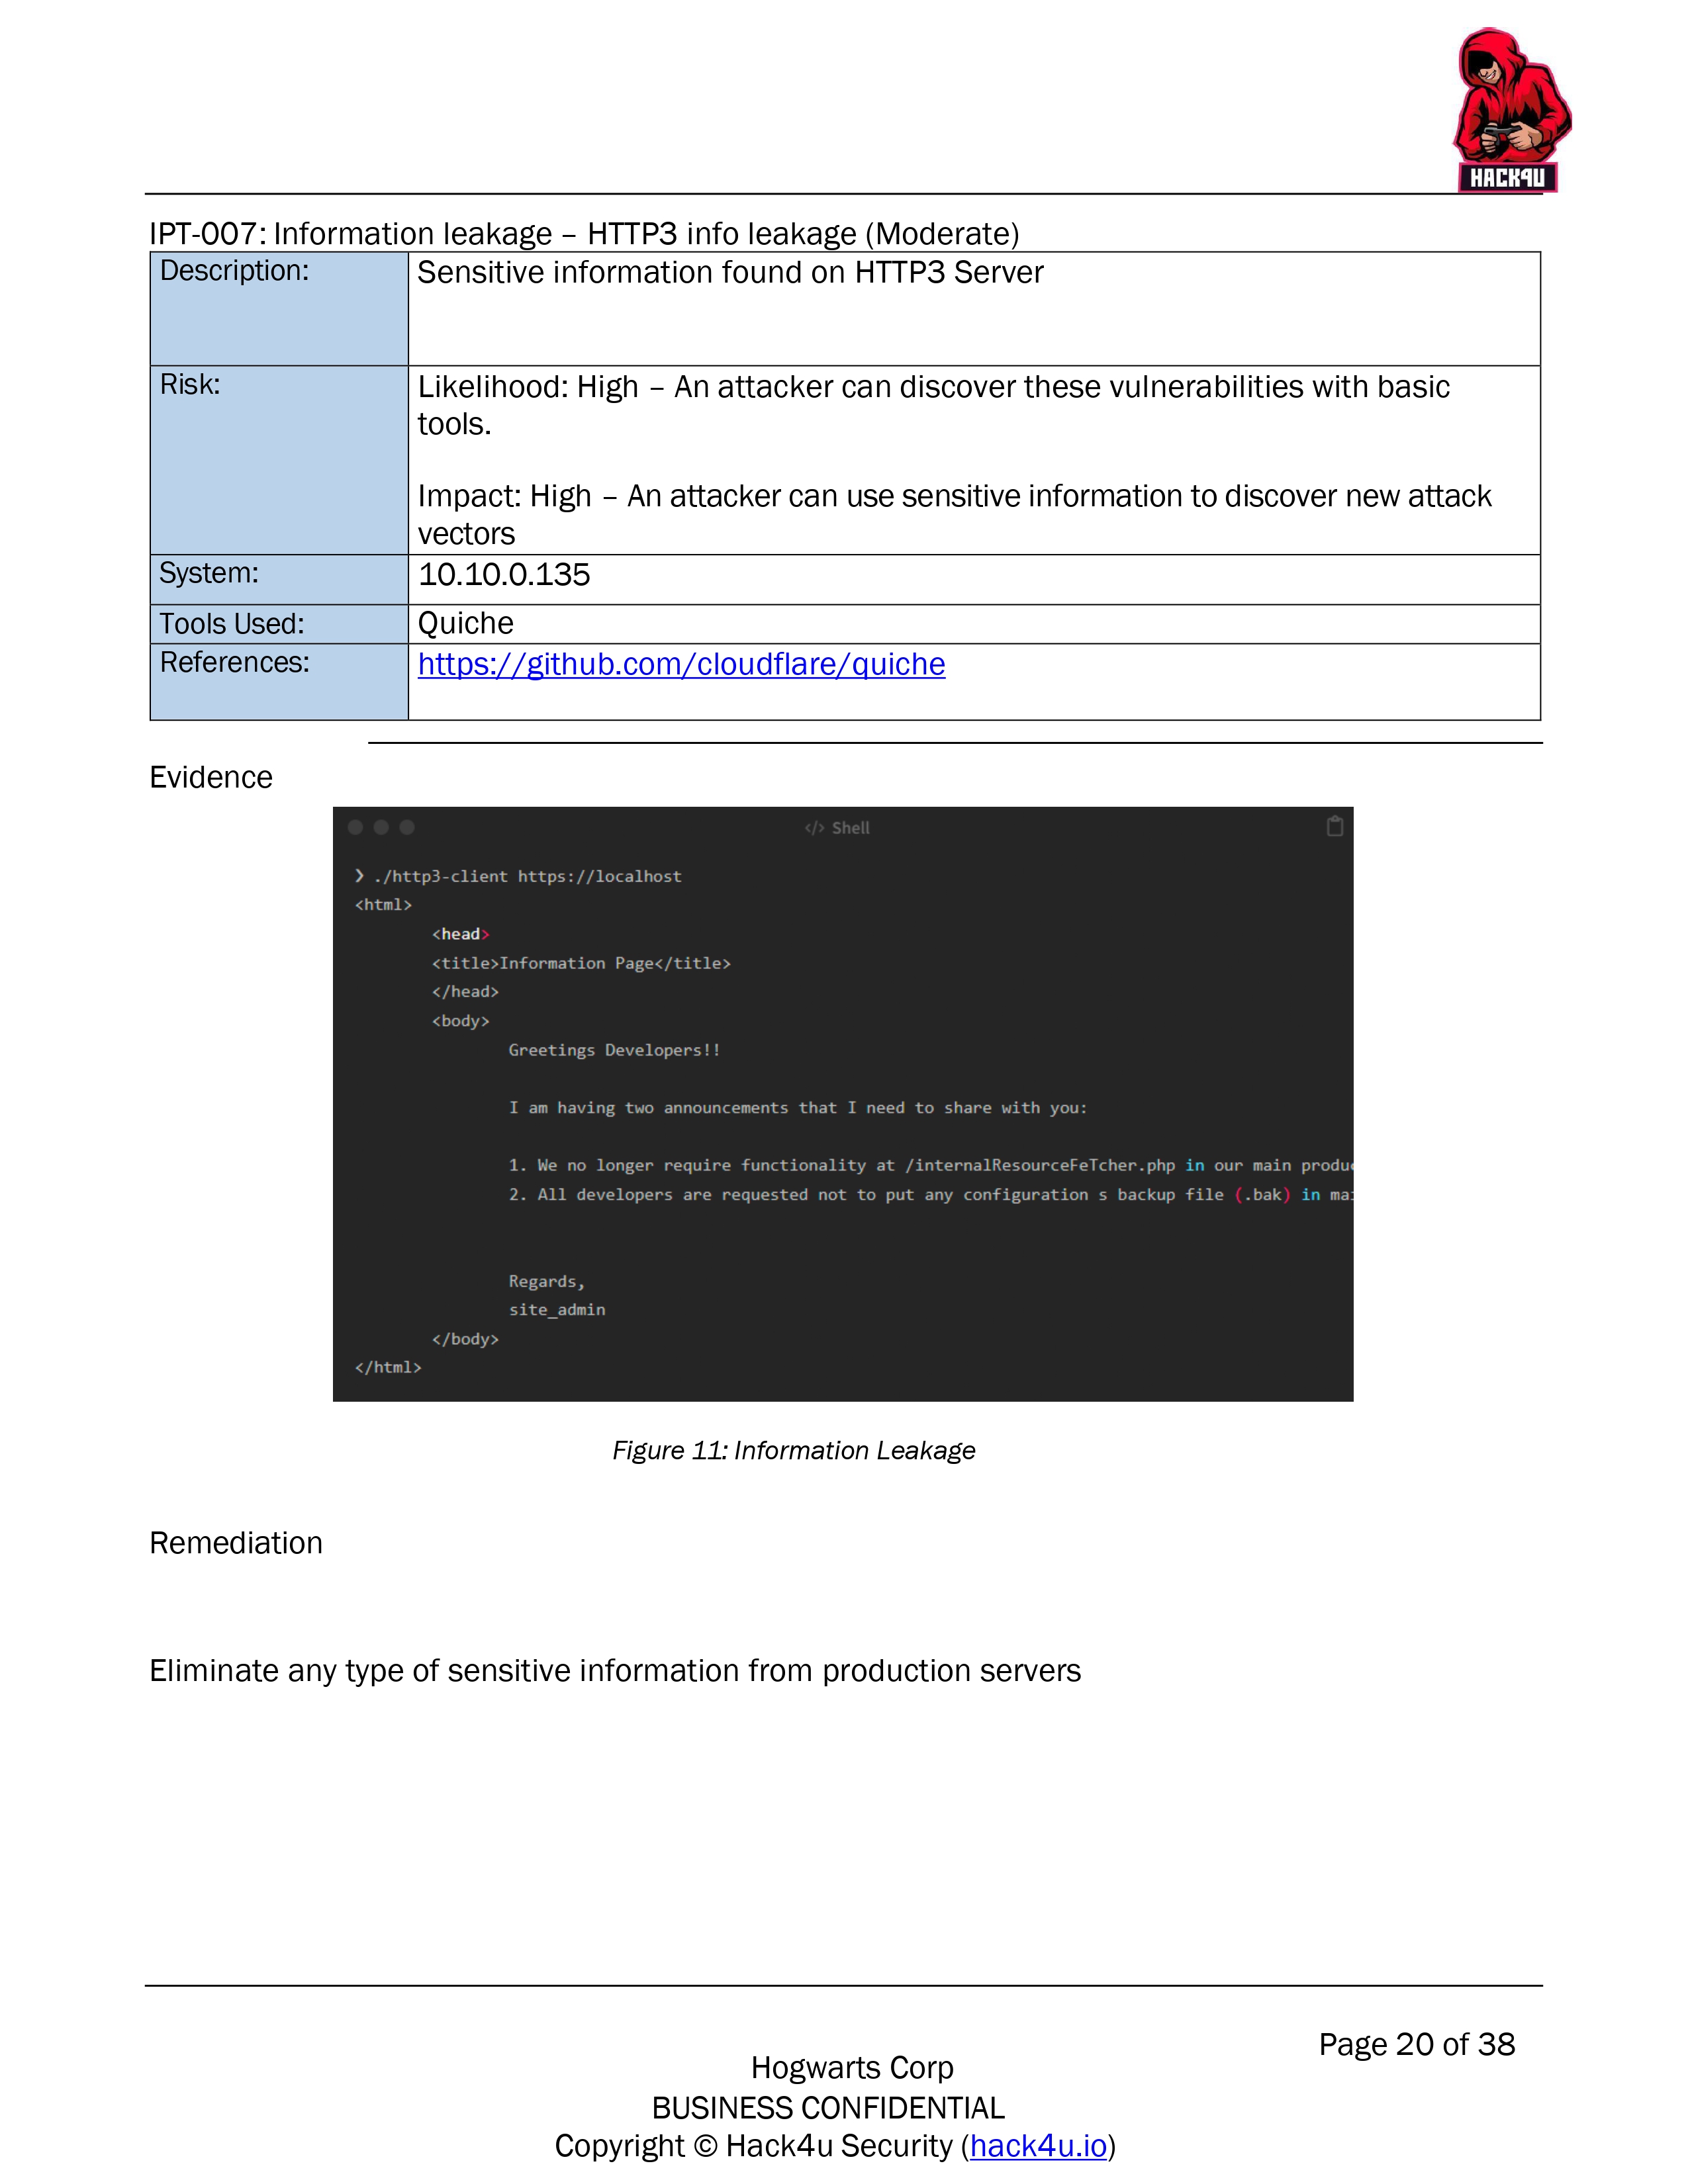 HACK4U
IPT-007: Information leakage – HTTP3 info leakage (Moderate)
Description:
Sensitive information found on HTTP3 Server
Risk:
Likelihood: High – An attacker can discover these vulnerabilities with basic
tools.
Impact: High – An attacker can use sensitive information to discover new attack
vectors
System:
10.10.0.135
Tools Used:
Quiche
References:
https://github.com/cloudflare/quiche
Evidence
</> Shell
❯ ./http3-client https://localhost
<html>
<head>
<title>Information Page</title>
</head>
<body>
Greetings Developers!!
I am having two announcements that I need to share with you:
1. We no longer require functionality at /internalResourceFeTcher.php in our main
2. All developers are requested not to put any configuration s backup file (.bak) in
Regards,
site_admin
</body>
</html>
Figure 11: Information Leakage
Remediation
Eliminate any type of sensitive information from production servers
Page 20 of 38
Hogwarts Corp
BUSINESS CONFIDENTIAL
Copyright © Hack4u Security (hack4u.io)